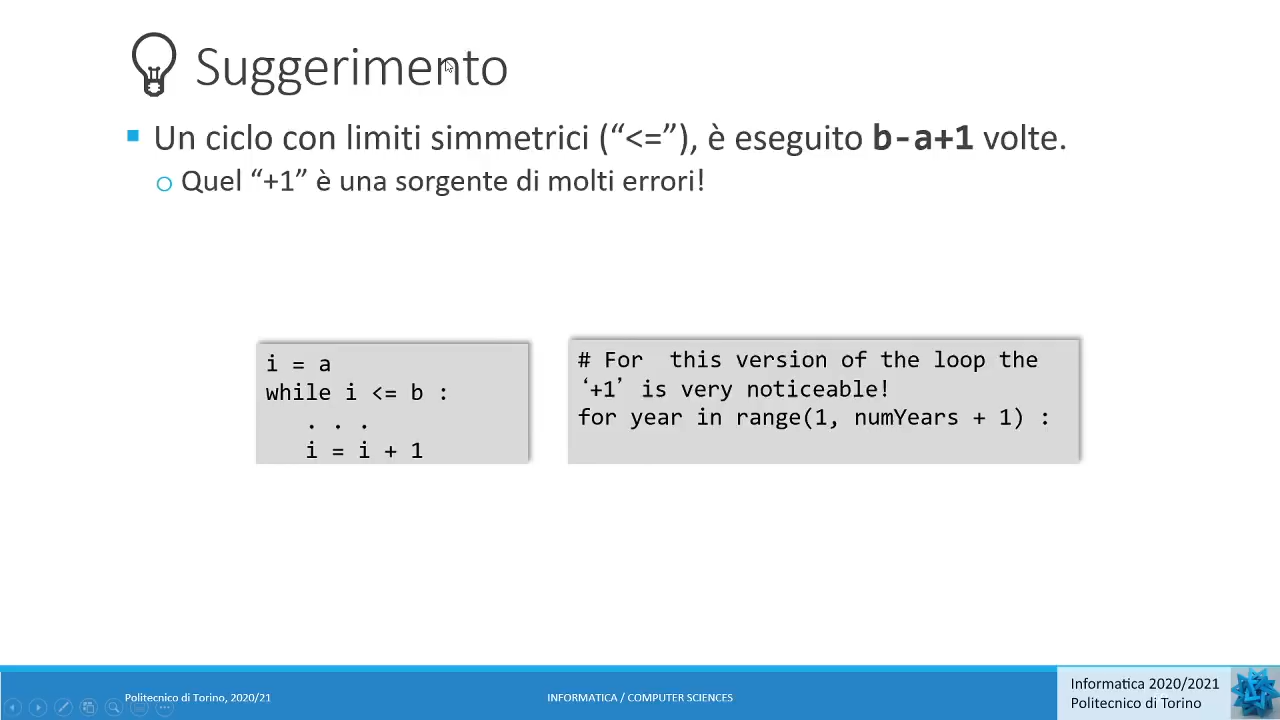 Suggerimento
Un ciclo con limiti simmetrici (“<=”), è eseguito b-a+1 volte.
Quel “+1” è una sorgente di molti errori!
i = a
while i <= b :
. . .
i = i + 1
# For  this version of the loop the
‘+1’ is very noticeable!
for year in range(1, numYears + 1) :
Politecnico di Torino, 2020/21
INFORMATICA / COMPUTER SCIENCES
Informatica 2020/2021
Politecnico di Torino